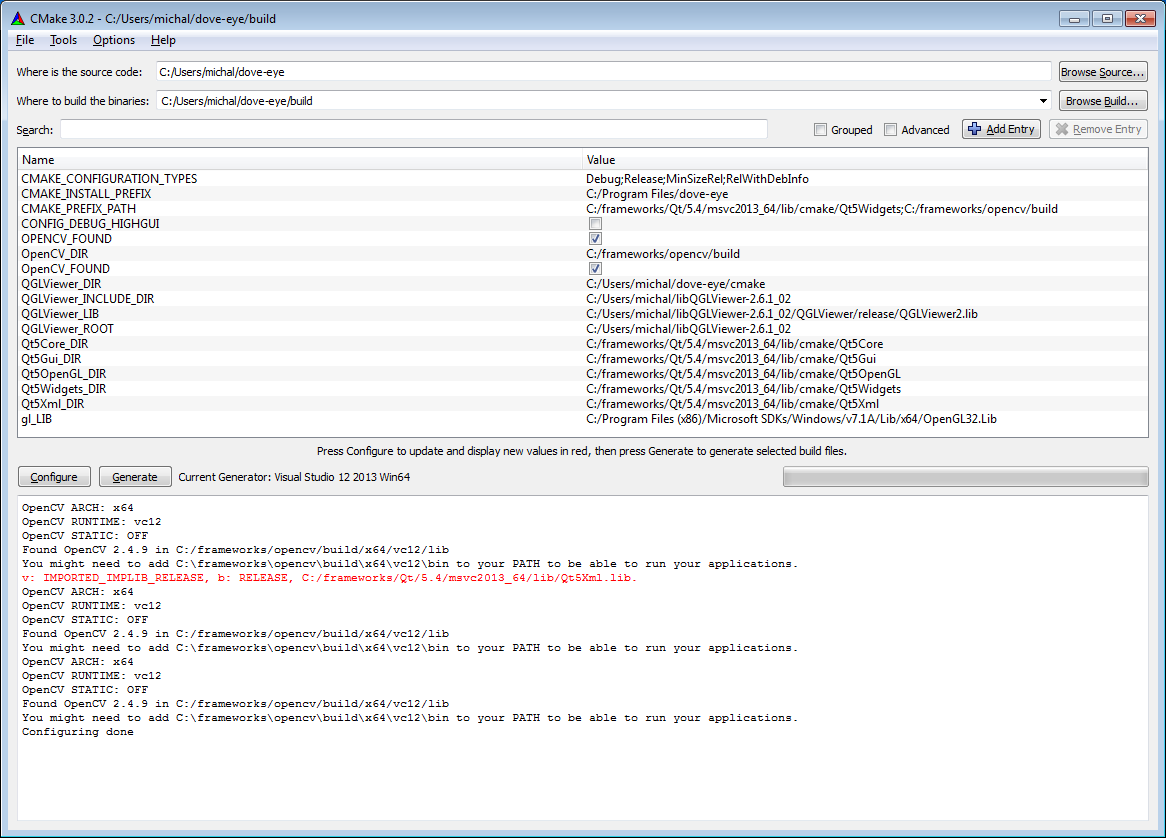 CMake 3.0.2 - C:/Users/michal/dove-eye/build
File Tools Options Help
Where is the source code: C:/Users/michal/dove-eye Browse Source...
Where to build the binaries: C:/Users/michal/dove-eye/build Browse Build...
Search: Grouped Advanced Add Entry Remove Entry
Name Value
CMAKE_CONFIGURATION_TYPES Debug;Release;MinSizeRel;RelWithDebInfo
CMAKE_INSTALL_PREFIX C:/Program Files/dove-eye
CMAKE_PREFIX_PATH C:/frameworks/Qt/5.4/msvc2013_64/lib/cmake/Qt5Widgets;C:/frameworks/opencv/build
CONFIG_DEBUG_HIGHGUI
OPENCV_FOUND
OpenCV_DIR C:/frameworks/opencv/build
OpenCV_FOUND
QGLViewer_DIR C:/Users/michal/dove-eye/cmake
QGLViewer_INCLUDE_DIR C:/Users/michal/libQGLViewer-2.6.1_02
QGLViewer_LIB C:/Users/michal/libQGLViewer-2.6.1_02/QGLViewer/release/QGLViewer2.lib
QGLViewer_ROOT C:/Users/michal/libQGLViewer-2.6.1_02
Qt5Core_DIR C:/frameworks/Qt/5.4/msvc2013_64/lib/cmake/Qt5Core
Qt5Gui_DIR C:/frameworks/Qt/5.4/msvc2013_64/lib/cmake/Qt5Gui
Qt5OpenGL_DIR C:/frameworks/Qt/5.4/msvc2013_64/lib/cmake/Qt5OpenGL
Qt5Widgets_DIR C:/frameworks/Qt/5.4/msvc2013_64/lib/cmake/Qt5Widgets
Qt5Xml_DIR C:/frameworks/Qt/5.4/msvc2013_64/lib/cmake/Qt5Xml
gl_LIB C:/Program Files (x86)/Microsoft SDKs/Windows/v7.1A/Lib/x64/OpenGL32.Lib
Press Configure to update and display new values in red, then press Generate to generate selected build files.
Configure Generate Current Generator: Visual Studio 12 2013 Win64
OpenCV ARCH: x64
OpenCV RUNTIME: vc12
OpenCV STATIC: OFF
Found OpenCV 2.4.9 in C:/frameworks/opencv/build/x64/vc12/lib
You might need to add C:\frameworks\opencv\build\x64\vc12\bin to your PATH to be able to run your applications.
v: IMPORTED_IMPLIB_RELEASE, b: RELEASE, C:/frameworks/Qt/5.4/msvc2013_64/lib/Qt5Xml.lib.
OpenCV ARCH: x64
OpenCV RUNTIME: vc12
OpenCV STATIC: OFF
Found OpenCV 2.4.9 in C:/frameworks/opencv/build/x64/vc12/lib
You might need to add C:\frameworks\opencv\build\x64\vc12\bin to your PATH to be able to run your applications.
OpenCV ARCH: x64
OpenCV RUNTIME: vc12
OpenCV STATIC: OFF
Found OpenCV 2.4.9 in C:/frameworks/opencv/build/x64/vc12/lib
You might need to add C:\frameworks\opencv\build\x64\vc12\bin to your PATH to be able to run your applications.
Configuring done